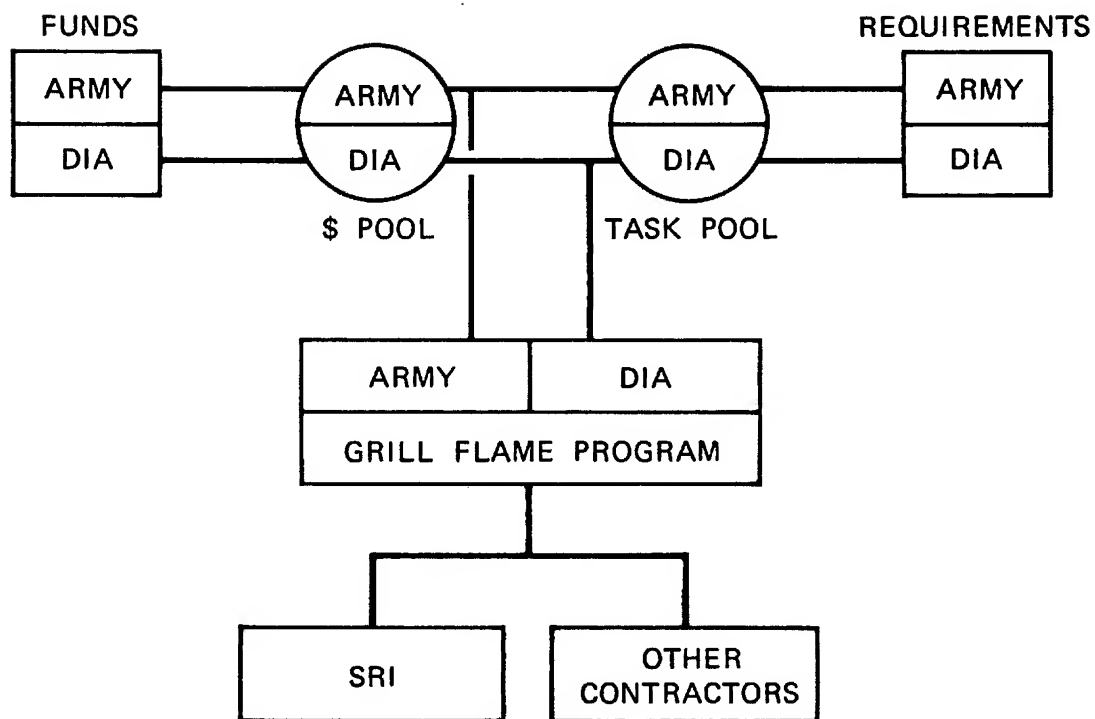 FUNDS
REQUIREMENTS
ARMY
ARMY
ARMY
ARMY
DIA
DIA
DIA
DIA
$ POOL
TASK POOL
ARMY
DIA
GRILL FLAME PROGRAM
SRI
OTHER
CONTRACTORS